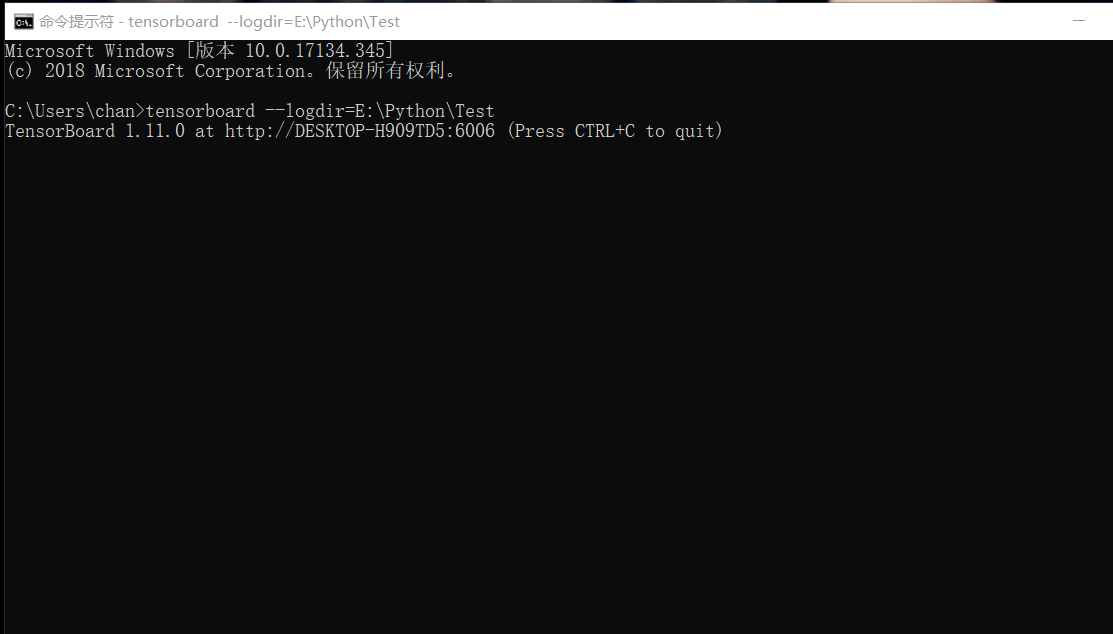 命令提示符 - tensorboard  --logdir=E:\Python\Test
Microsoft Windows [版本 10.0.17134.345]
(c) 2018 Microsoft Corporation。保留所有权利。
C:\Users\chan>tensorboard --logdir=E:\Python\Test
TensorBoard 1.11.0 at http://DESKTOP-H909TD5:6006 (Press CTRL+C to quit)